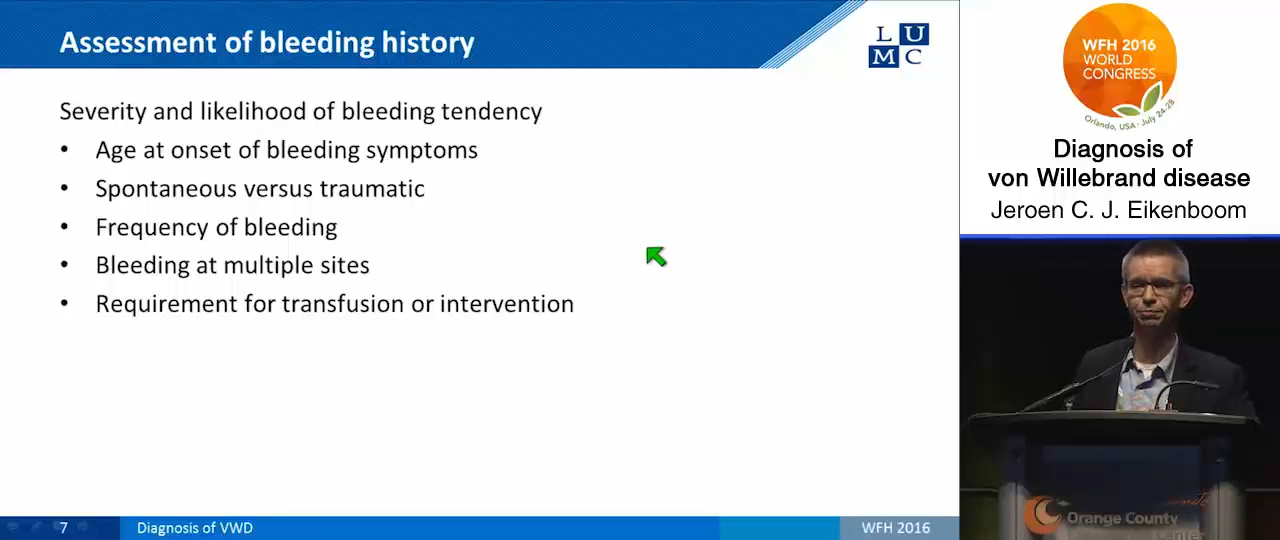 Assessment of bleeding history
L U
M C
Severity and likelihood of bleeding tendency
• Age at onset of bleeding symptoms
• Spontaneous versus traumatic
• Frequency of bleeding
• Bleeding at multiple sites
• Requirement for transfusion or intervention
7 Diagnosis of VWD WFH 2016
WFH 2016
WORLD
CONGRESS
Orlando, USA · July 24-28
Diagnosis of
von Willebrand disease
Jeroen C. J. Eikenboom
Orange County